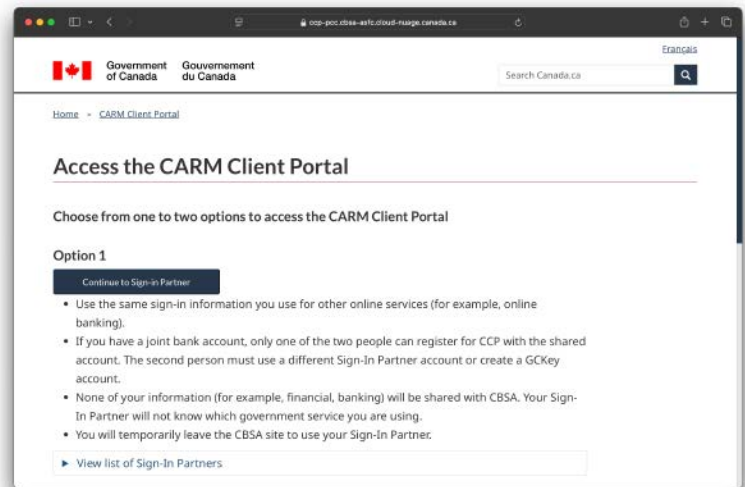 ccp-pcc.cbsa-asfc.cloud-nuage.canada.ca
Français
Government Gouvernement
of Canada du Canada
Search Canada.ca
Home > CARM Client Portal
Access the CARM Client Portal
Choose from one to two options to access the CARM Client Portal
Option 1
Continue to Sign-in Partner
• Use the same sign-in information you use for other online services (for example, online
banking).
• If you have a joint bank account, only one of the two people can register for CCP with the shared
account. The second person must use a different Sign-In Partner account or create a GCKey
account.
• None of your information (for example, financial, banking) will be shared with CBSA. Your Sign-
In Partner will not know which government service you are using.
• You will temporarily leave the CBSA site to use your Sign-In Partner.
View list of Sign-In Partners